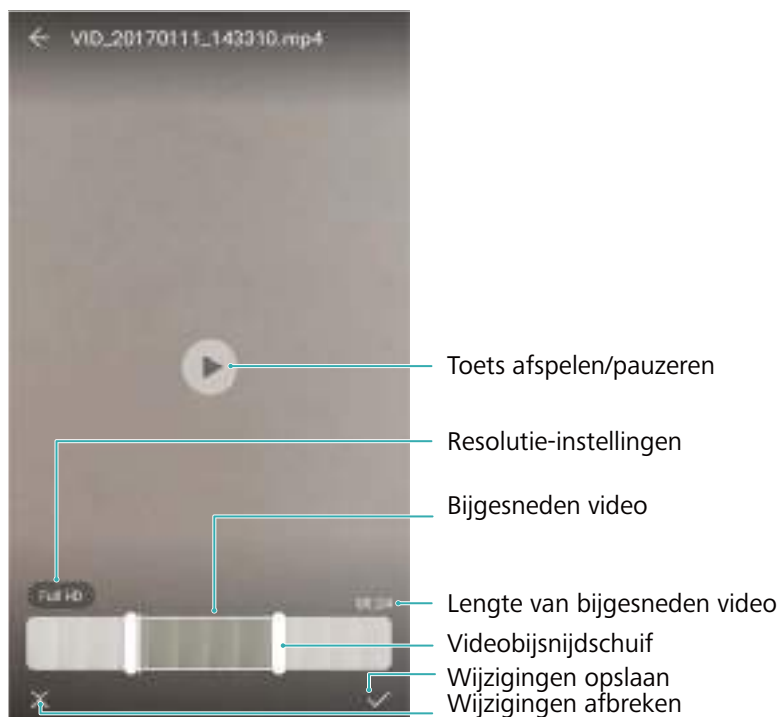 VID_20170111_143310.mp4
Toets afspelen/pauzeren
Resolutie-instellingen
Bijgesneden video
Full HD
Lengte van bijgesneden video
Videobijsnijdschuif
Wijzigingen opslaan
Wijzigingen afbreken